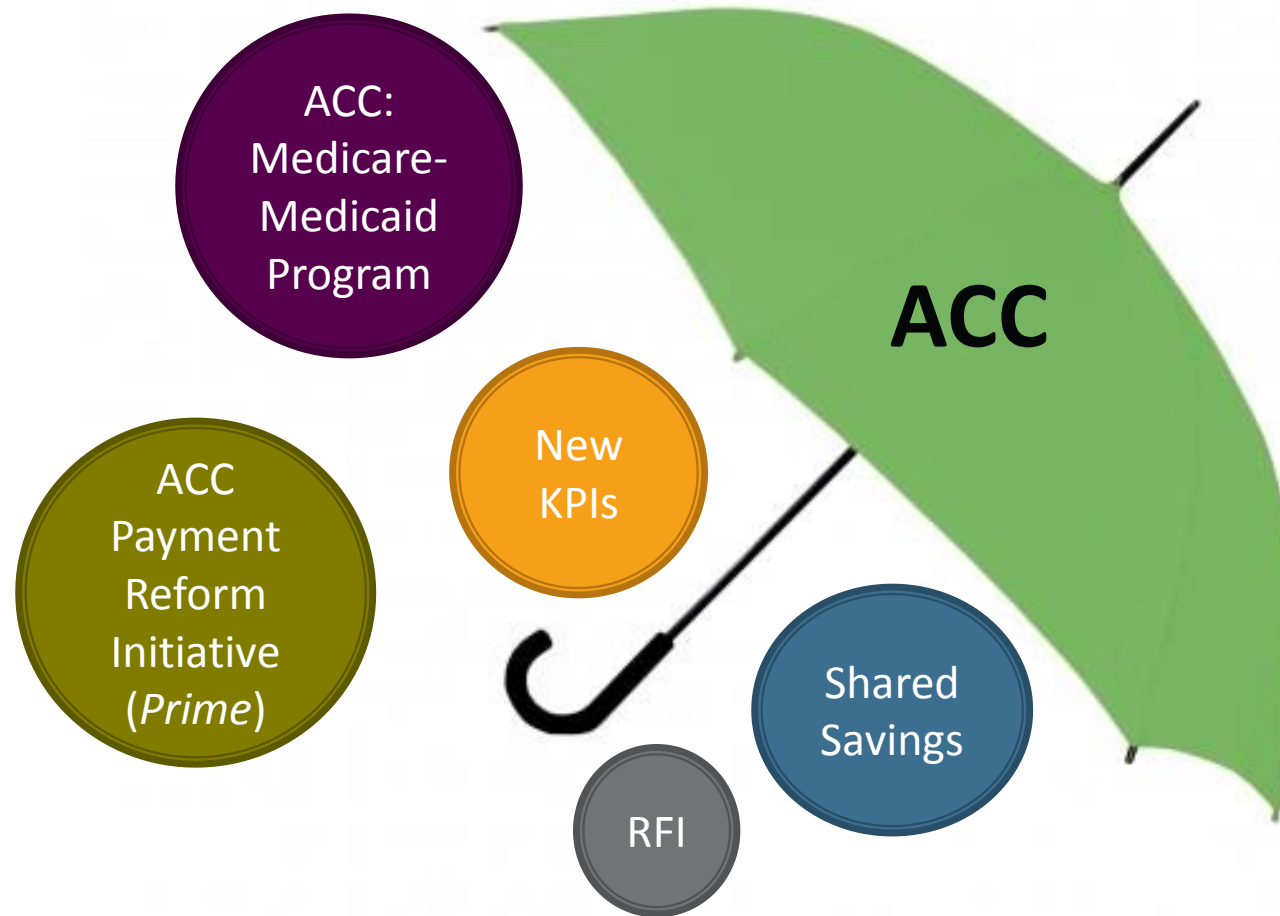 ACC:
Medicare-
Medicaid
Program
ACC
New
KPIs
ACC
Payment
Reform
Initiative
(Prime)
Shared
Savings
RFI